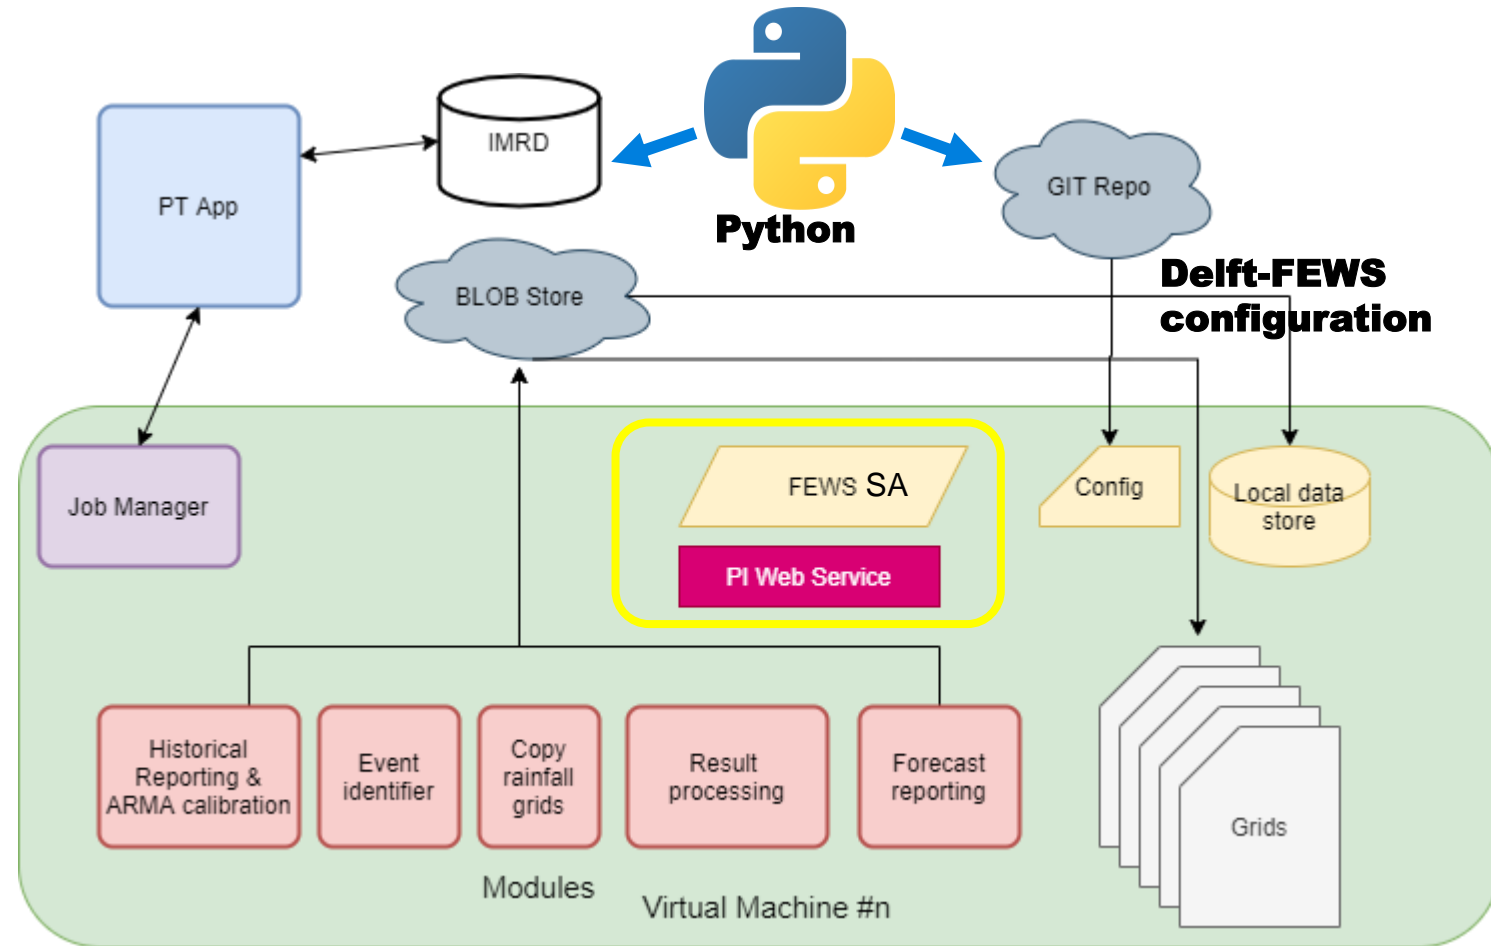 IMRD
PT App
GIT Repo
Python
Delft-FEWS
configuration
BLOB Store
Job Manager
FEWS SA
PI Web Service
Config
Local data
store
Historical
Reporting &
ARMA calibration
Event
identifier
Copy
rainfall
grids
Result
processing
Forecast
reporting
Grids
Modules
Virtual Machine #n